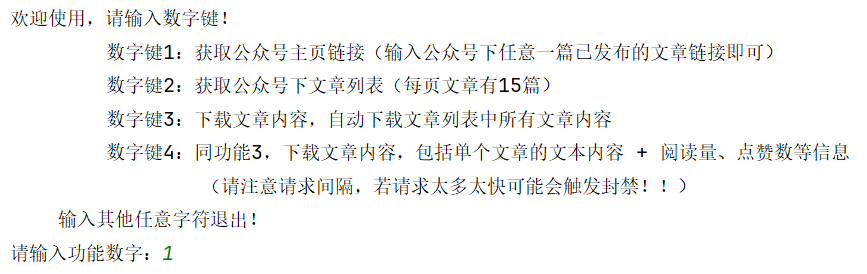 欢迎使用，请输入数字键！
数字键1：获取公众号主页链接（输入公众号下任意一篇已发布的文章链接即可）
数字键2：获取公众号下文章列表（每页文章有15篇）
数字键3：下载文章内容，自动下载文章列表中所有文章内容
数字键4：同功能3，下载文章内容，包括单个文章的文本内容 + 阅读量、点赞数等信息
（请注意请求间隔，若请求太多太快可能会触发封禁！！）
输入其他任意字符退出！
请输入功能数字：1